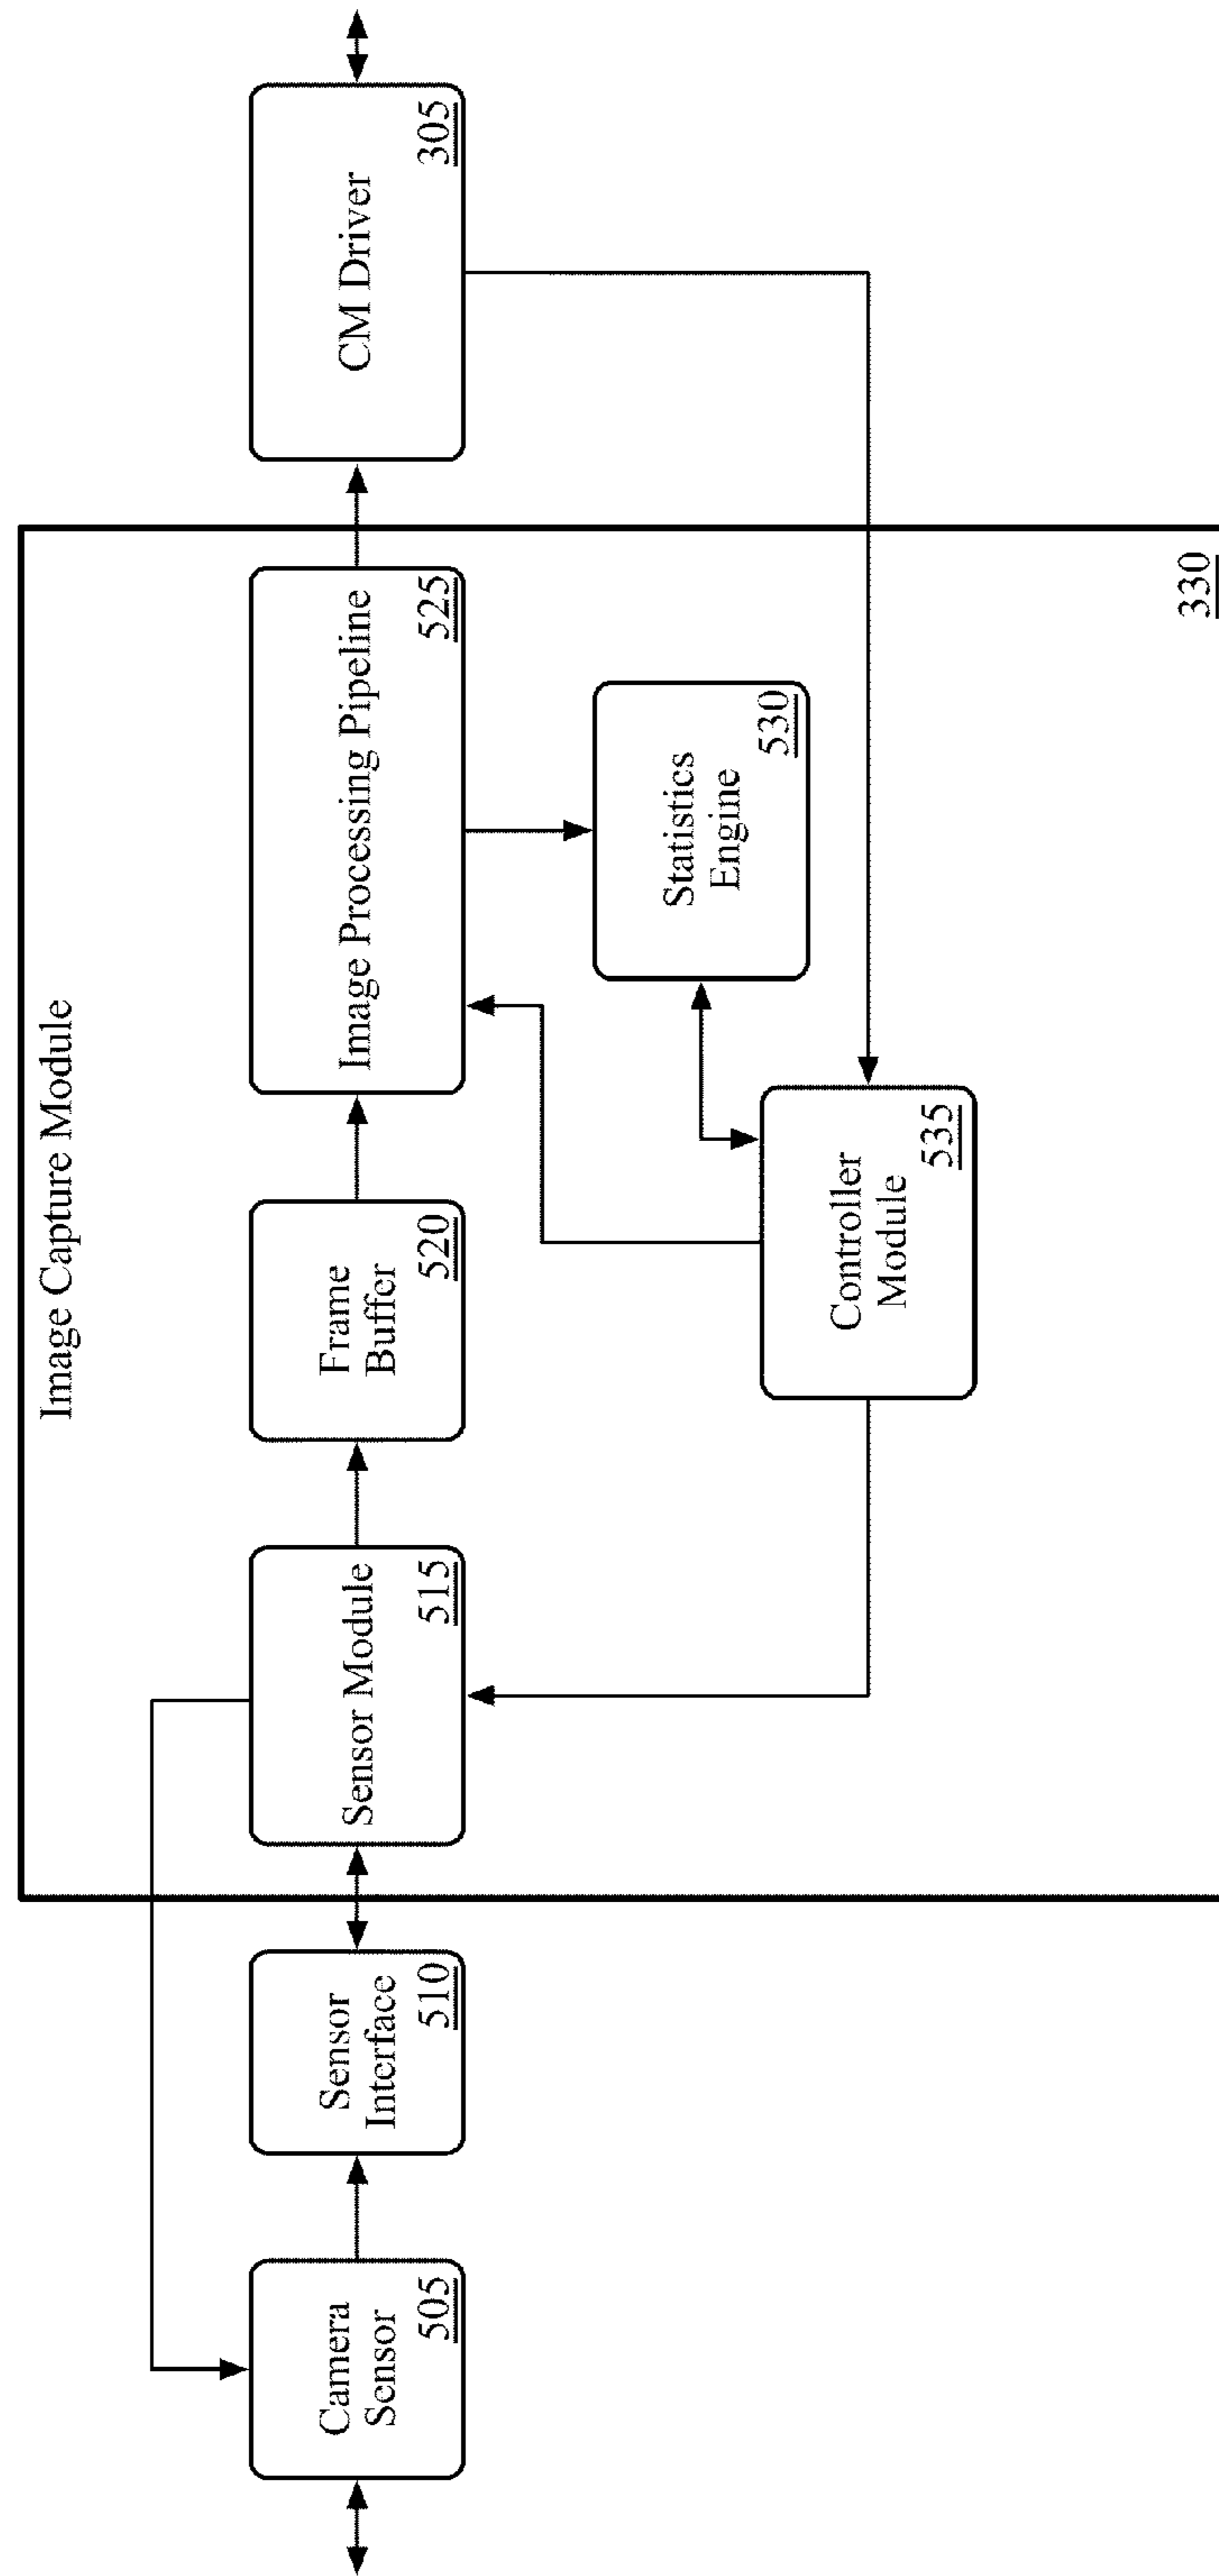 Image Capture Module
Camera
Sensor
505
Sensor
Interface
510
Sensor Module
515
Frame
Buffer
520
Image Processing Pipeline
525
CM Driver
305
Statistics
Engine
530
Controller
Module
535
330